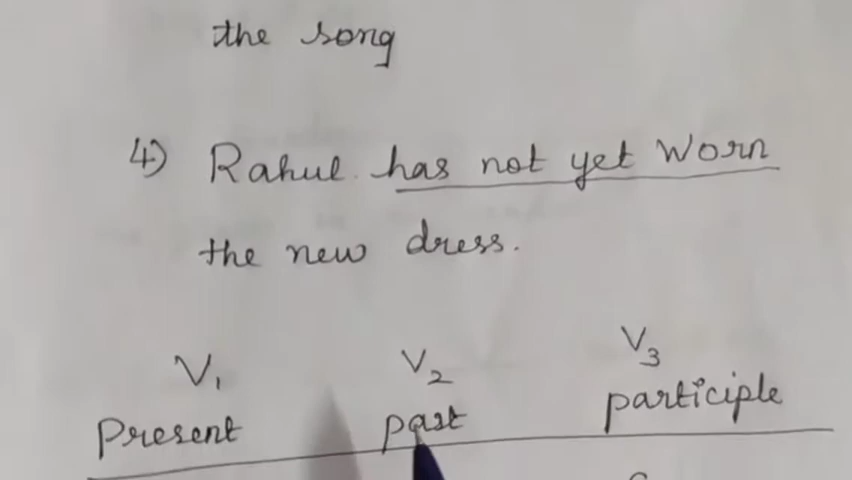 the song
4) Rahul has not yet worn
the new dress.
V₁ V₂ V₃
Present past participle